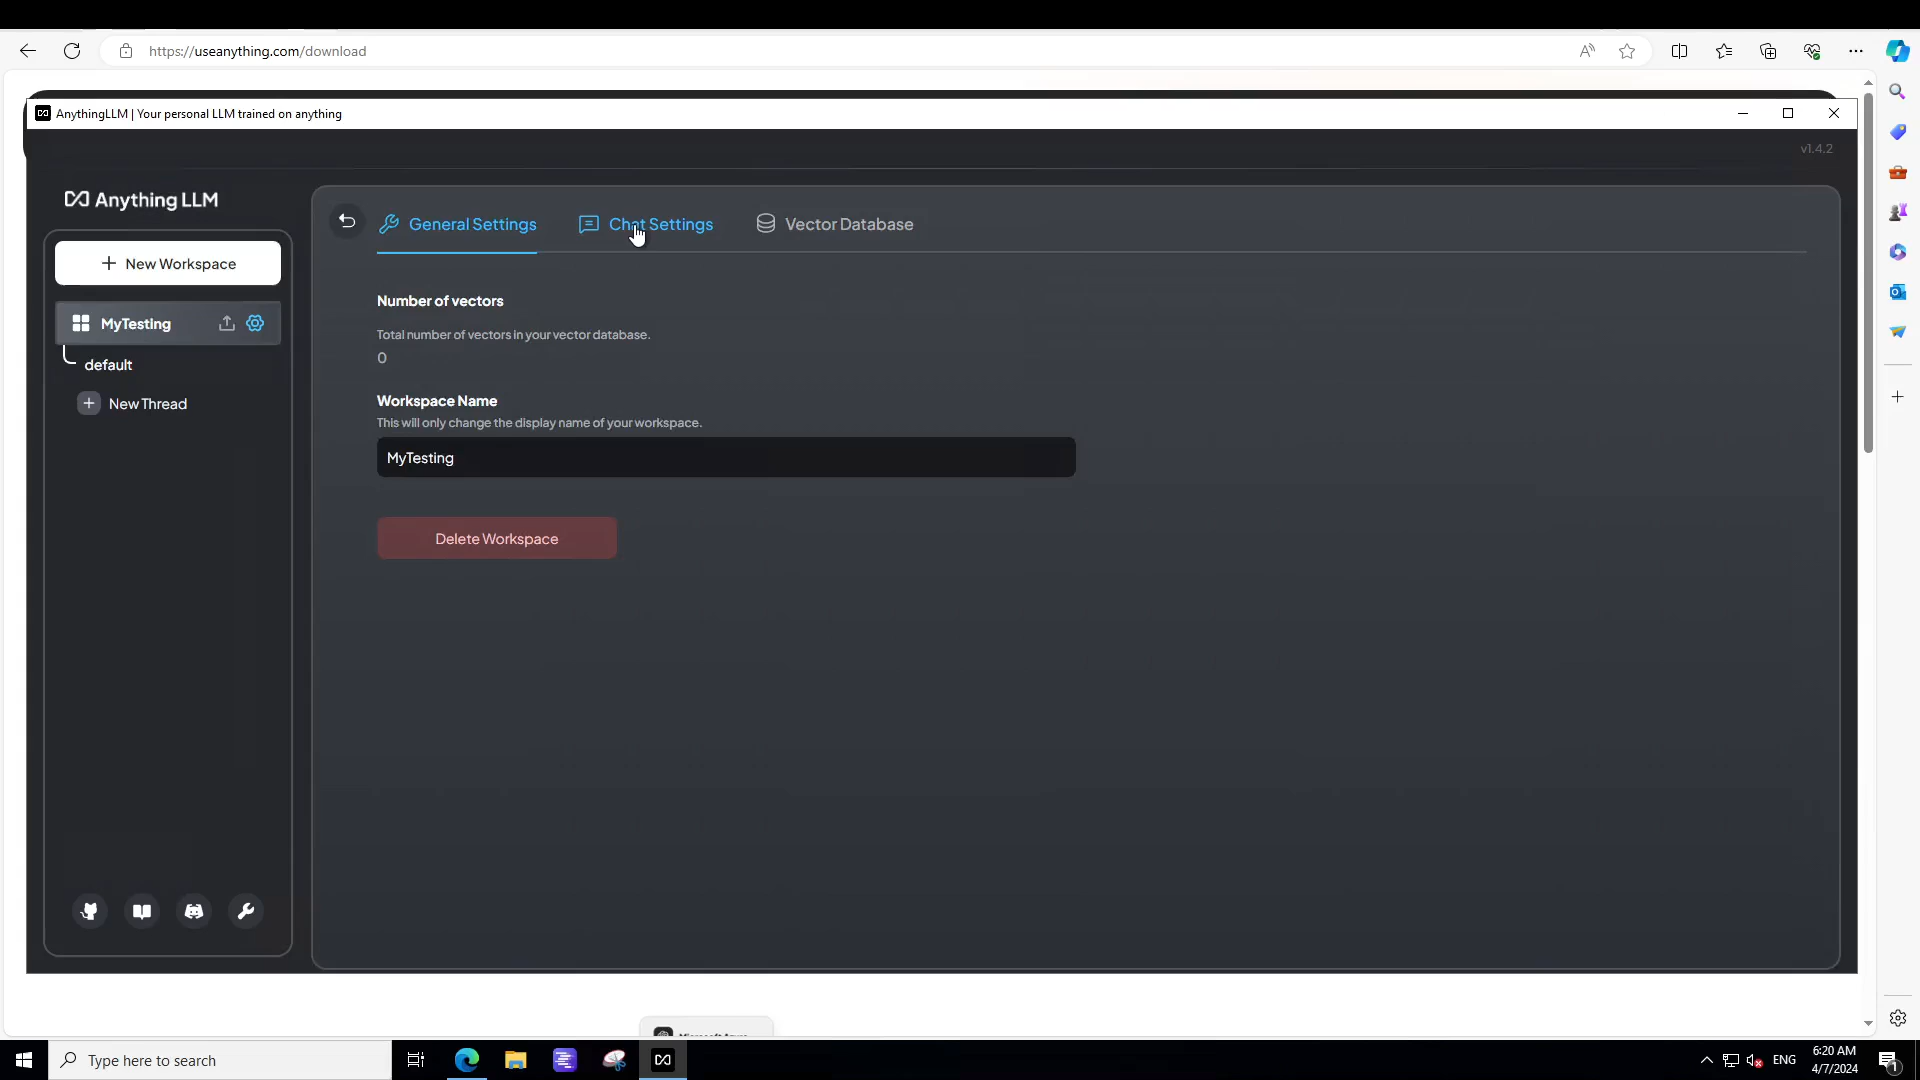 https://useanything.com/download
AnythingLLM | Your personal LLM trained on anything
v1.4.2
Anything LLM
General Settings
Chat Settings
Vector Database
New Workspace
MyTesting
default
New Thread
Number of vectors
Total number of vectors in your vector database.
0
Workspace Name
This will only change the display name of your workspace.
MyTesting
Delete Workspace
Type here to search
ENG
6:20 AM
4/7/2024
1